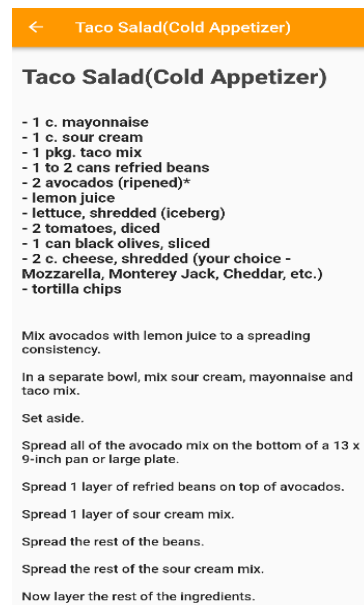 Taco Salad(Cold Appetizer)
Taco Salad(Cold Appetizer)
- 1 c. mayonnaise
- 1 c. sour cream
- 1 pkg. taco mix
- 1 to 2 cans refried beans
- 2 avocados (ripened)*
- lemon juice
- lettuce, shredded (iceberg)
- 2 tomatoes, diced
- 1 can black olives, sliced
- 2 c. cheese, shredded (your choice -
Mozzarella, Monterey Jack, Cheddar, etc.)
- tortilla chips
Mix avocados with lemon juice to a spreading
consistency.
In a separate bowl, mix sour cream, mayonnaise and
taco mix.
Set aside.
Spread all of the avocado mix on the bottom of a 13 x
9-inch pan or large plate.
Spread 1 layer of refried beans on top of avocados.
Spread 1 layer of sour cream mix.
Spread the rest of the beans.
Spread the rest of the sour cream mix.
Now layer the rest of the ingredients.